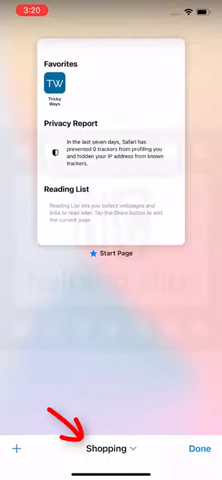 3:20
Favorites
TW
Tricky
Ways
Privacy Report
In the last seven days, Safari has
prevented 0 trackers from profiling you
and hidden your IP address from known
trackers.
Reading List
Reading List lets you collect webpages and
links to read later. Tap the Share button to add
the current page.
Start Page
Shopping
Done